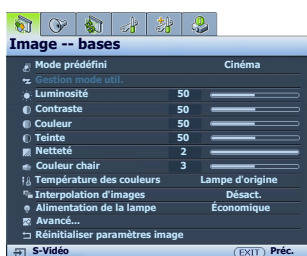 Image -- bases
Mode prédéfini Cinéma
Gestion mode util.
Luminosité 50
Contraste 50
Couleur 50
Teinte 50
Netteté 2
Couleur chair 3
Température des couleurs Lampe d'origine
Interpolation d'images Désact.
Alimentation de la lampe Économique
Avancé...
Réinitialiser paramètres image
S-Vidéo EXIT Préc.